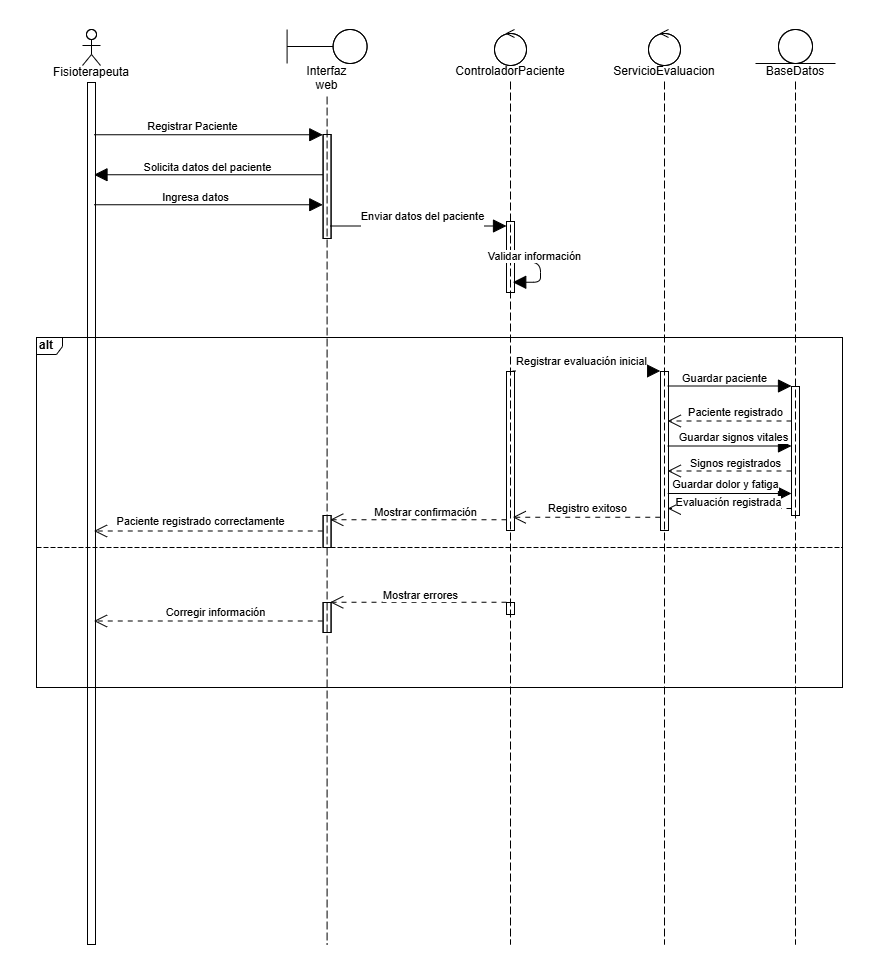 Fisioterapeuta
Interfaz
web
ControladorPaciente
ServicioEvaluacion
BaseDatos
Registrar Paciente
Solicita datos del paciente
Ingresa datos
Enviar datos del paciente
Validar información
alt
Registrar evaluación inicial
Guardar paciente
Paciente registrado
Guardar signos vitales
Signos registrados
Guardar dolor y fatiga
Evaluación registrada
Registro exitoso
Mostrar confirmación
Paciente registrado correctamente
Mostrar errores
Corregir información